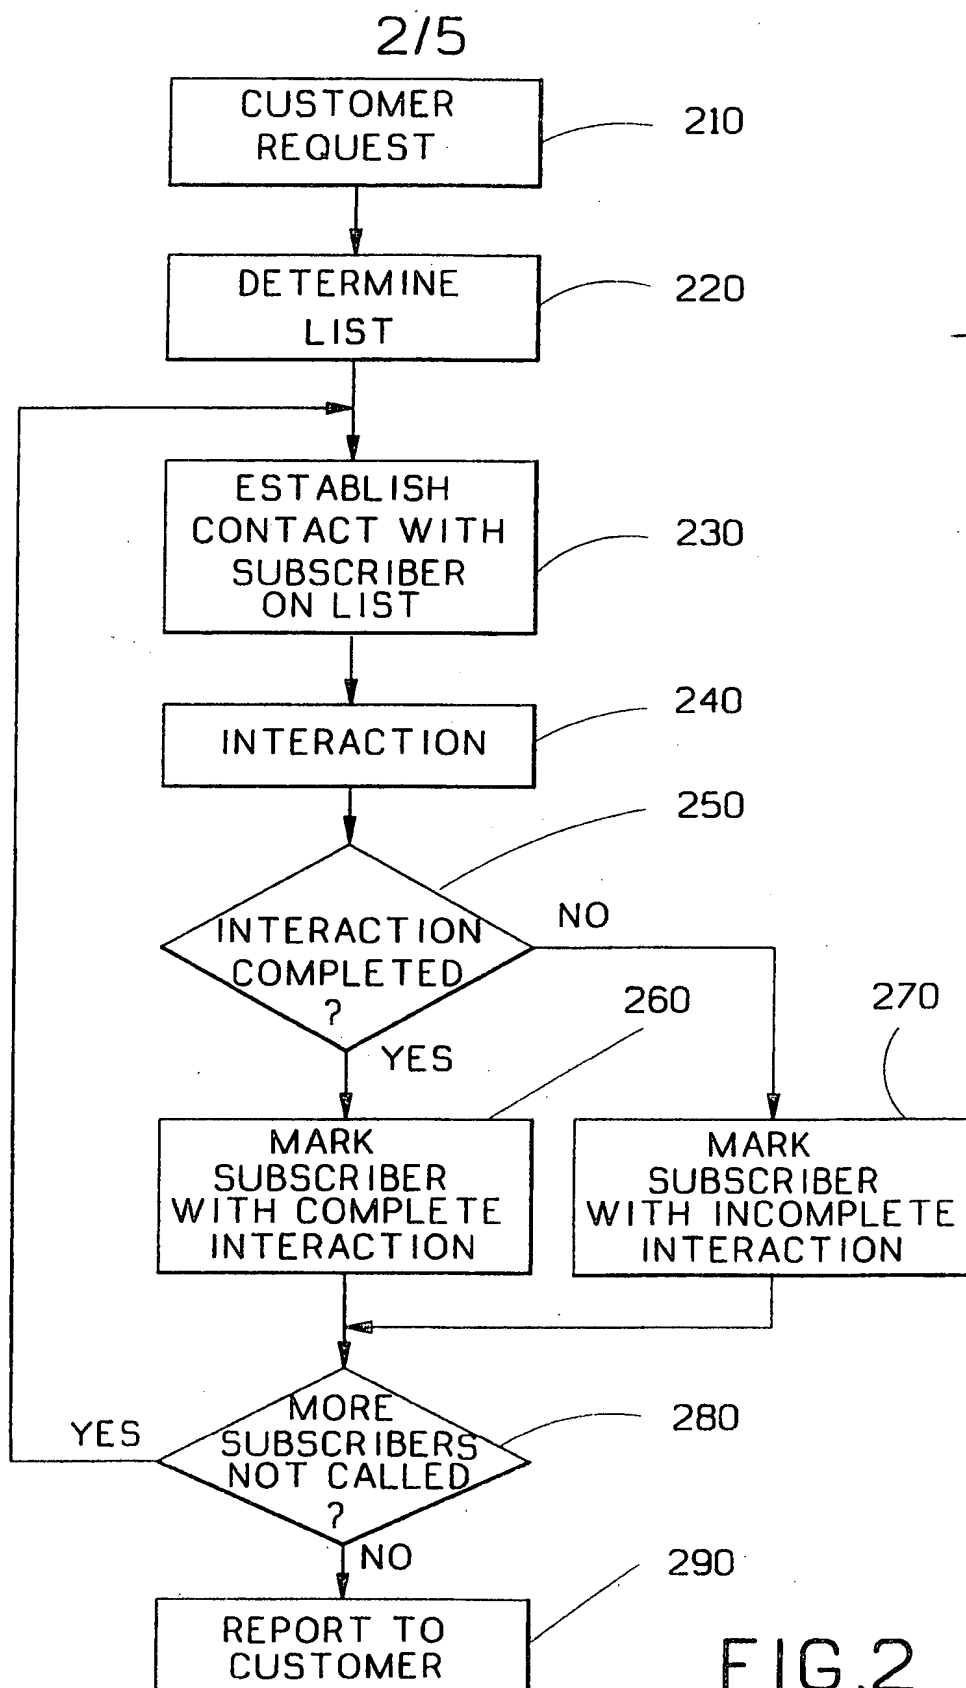 2/5
CUSTOMER
REQUEST
210
DETERMINE
LIST
220
ESTABLISH
CONTACT WITH
SUBSCRIBER
ON LIST
230
INTERACTION
240
250
INTERACTION
COMPLETED
?
NO
YES
260
270
MARK
SUBSCRIBER
WITH COMPLETE
INTERACTION
MARK
SUBSCRIBER
WITH INCOMPLETE
INTERACTION
MORE
SUBSCRIBERS
NOT CALLED
?
YES
280
NO
290
REPORT TO
CUSTOMER
FIG.2